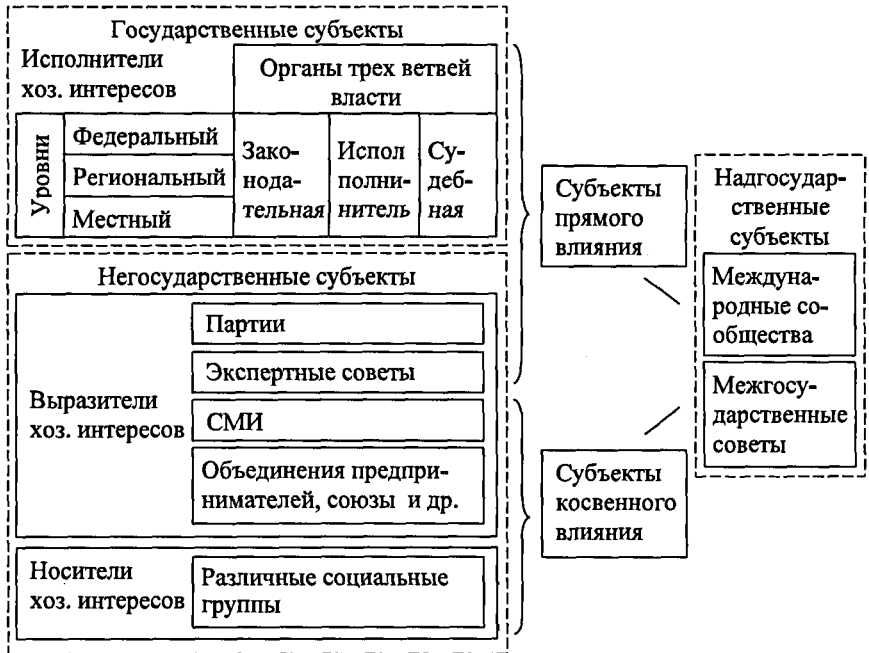 Государственные субъекты
Исполнители
хоз. интересов
Органы трех ветвей
власти
Уровни
Федеральный
Региональный
Местный
Зако-
нода-
тельная
Испол
полни-
нитель
Су-
деб-
ная
Негосударственные субъекты
Выразители
хоз. интересов
Партии
Экспертные советы
СМИ
Объединения предпри-
нимателей, союзы и др.
Носители
хоз. интересов
Различные социальные
группы
Субъекты
прямого
влияния
Субъекты
косвенного
влияния
Надгосудар-
ственные
субъекты
Междуна-
родные со-
общества
Межгосу-
дарственные
советы